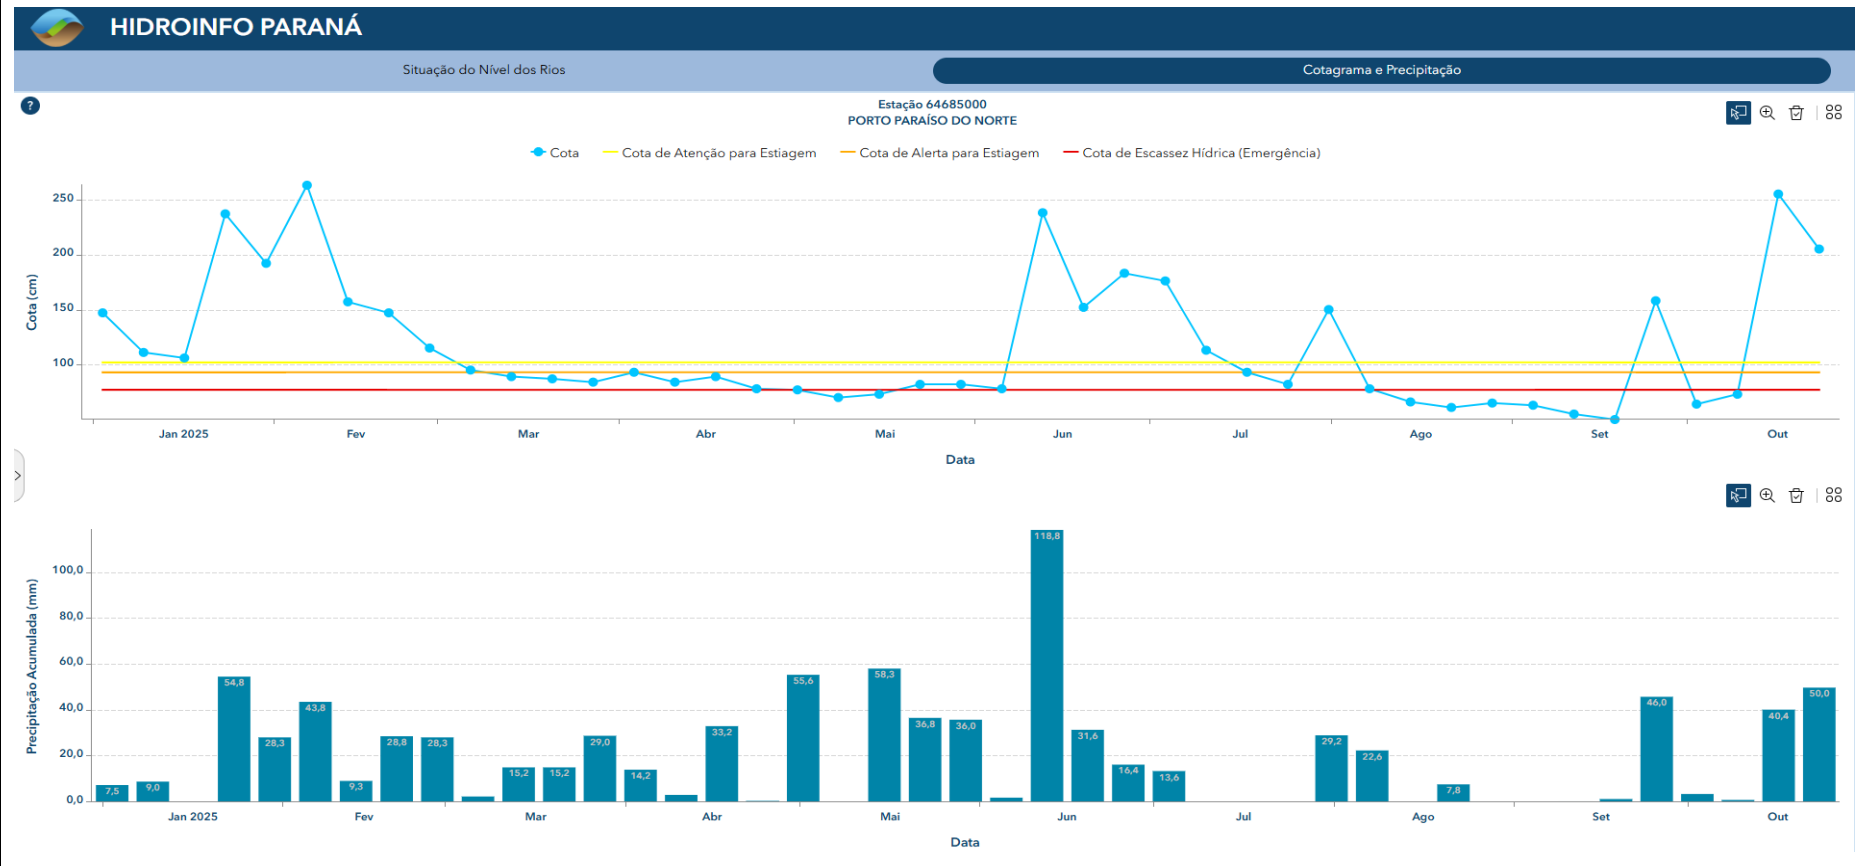 HIDROINFO PARANÁ
Situação do Nível dos Rios
Cotagrama e Precipitação
?
Estação 64685000
PORTO PARAÍSO DO NORTE
Cota
Cota de Atenção para Estiagem
Cota de Alerta para Estiagem
Cota de Escassez Hídrica (Emergência)
Cota (cm)
250
200
150
100
Jan 2025 Fev Mar Abr Mai Jun Jul Ago Set Out
Data
Precipitação Acumulada (mm)
100,0
80,0
60,0
40,0
20,0
0,0
7,5 9,0 54,8 28,3 43,8 9,3 28,8 28,3 15,2 15,2 29,0 14,2 33,2 55,6 58,3 36,8 36,0 118,8 31,6 16,4 13,6 29,2 22,6 7,8 46,0 40,4 50,0
Jan 2025 Fev Mar Abr Mai Jun Jul Ago Set Out
Data